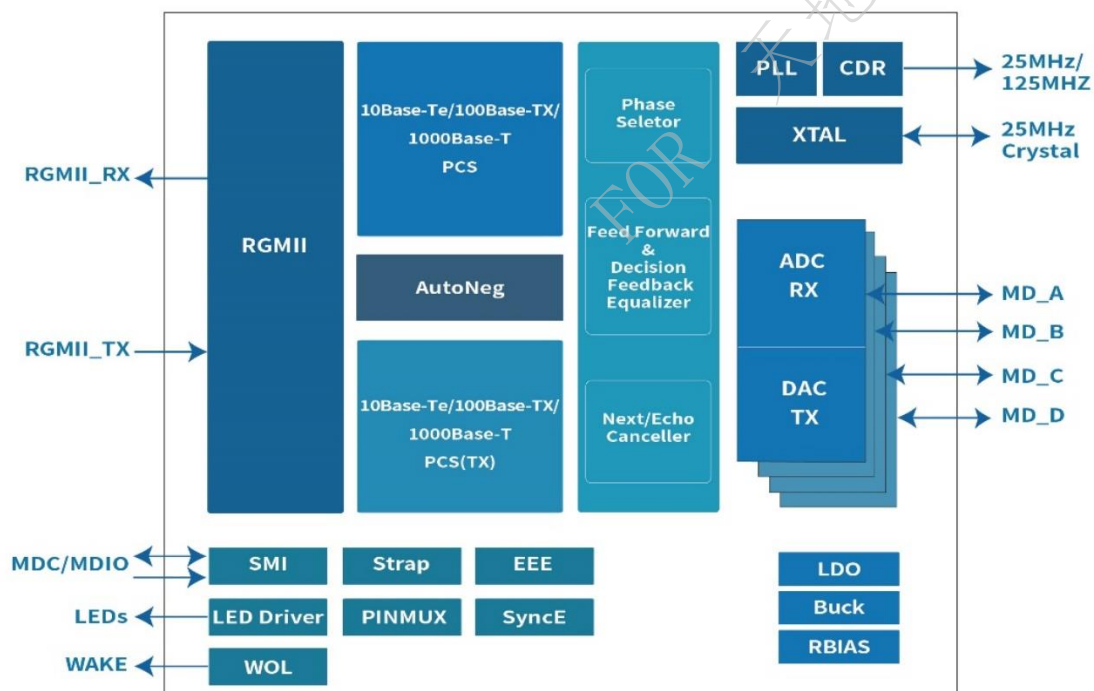 RGMII_RX
RGMII_TX
RGMII
10Base-Te/100Base-TX/
1000Base-T
PCS
AutoNeg
10Base-Te/100Base-TX/
1000Base-T
PCS(TX)
Phase
Seletor
Feed Forward
&
Decision
Feedback
Equalizer
Next/Echo
Canceller
PLL
CDR
25MHz/
125MHZ
XTAL
25MHz
Crystal
ADC
RX
DAC
TX
MD_A
MD_B
MD_C
MD_D
MDC/MDIO
SMI
Strap
EEE
LEDs
LED Driver
PINMUX
SyncE
WAKE
WOL
LDO
Buck
RBIAS
FOR
天地